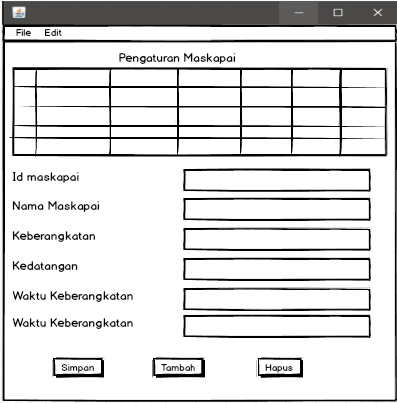 File Edit
Pengaturan Maskapai
Id maskapai
Nama Maskapai
Keberangkatan
Kedatangan
Waktu Keberangkatan
Waktu Keberangkatan
Simpan Tambah Hapus